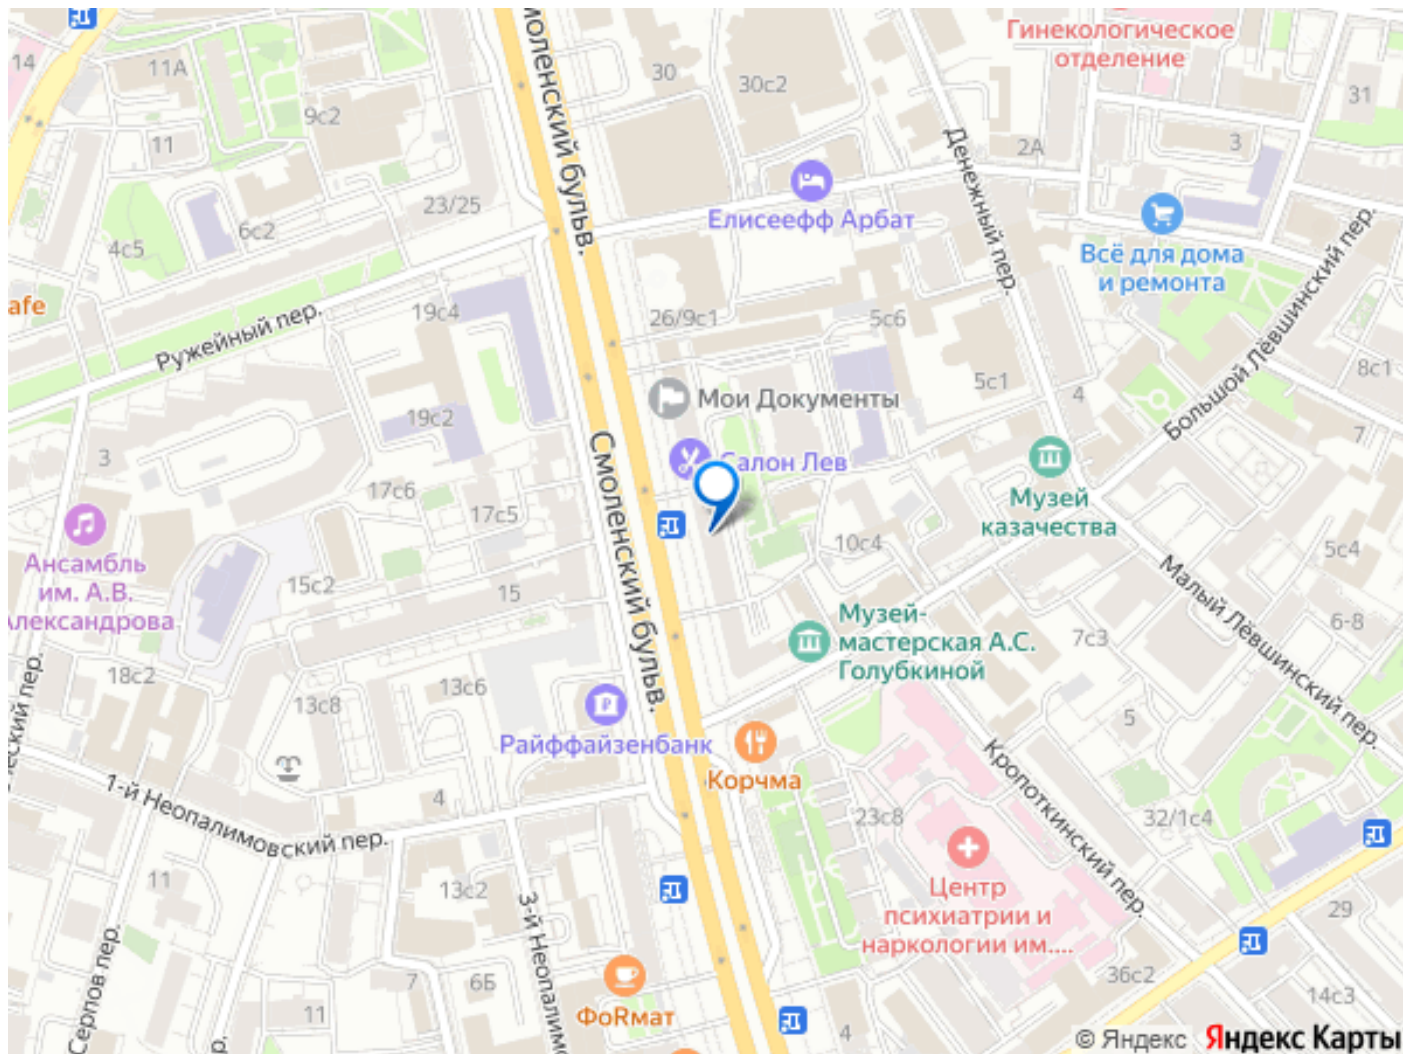 Гинекологическое
отделение
14
11А
30
30с2
31
9с2
11
3
2А
Смоленский бульв.
Денежный пер.
Елисеефф Арбат
23/25
6с2
4с5
Всё для дома
и ремонта
Большой Лёвшинский пер.
afe
Ружейный пер.
19с4
26/9с1
5с6
8с1
5с1
4
Мои Документы
19с2
7
3
Салон Лев
17с6
17с5
Музей
казачества
Смоленский бульв.
10с4
5с4
Ансамбль
им. А.В.
Александрова
15с2
15
Малый Лёвшинский пер.
Музей-
мастерская А.С.
Голубкиной
7с3
6-8
18с2
13с8
13с6
5
Райффайзенбанк
Корчма
Кропоткинский пер.
1-й Неопалимовский пер.
4
23с8
32/1с4
11
13с2
Центр
психиатрии и
наркологии им....
29
3-й Неопалимо
Серпов пер.
7
6Б
36с2
14с3
11
ФоRмат
4
р.
© Яндекс Яндекс Карты